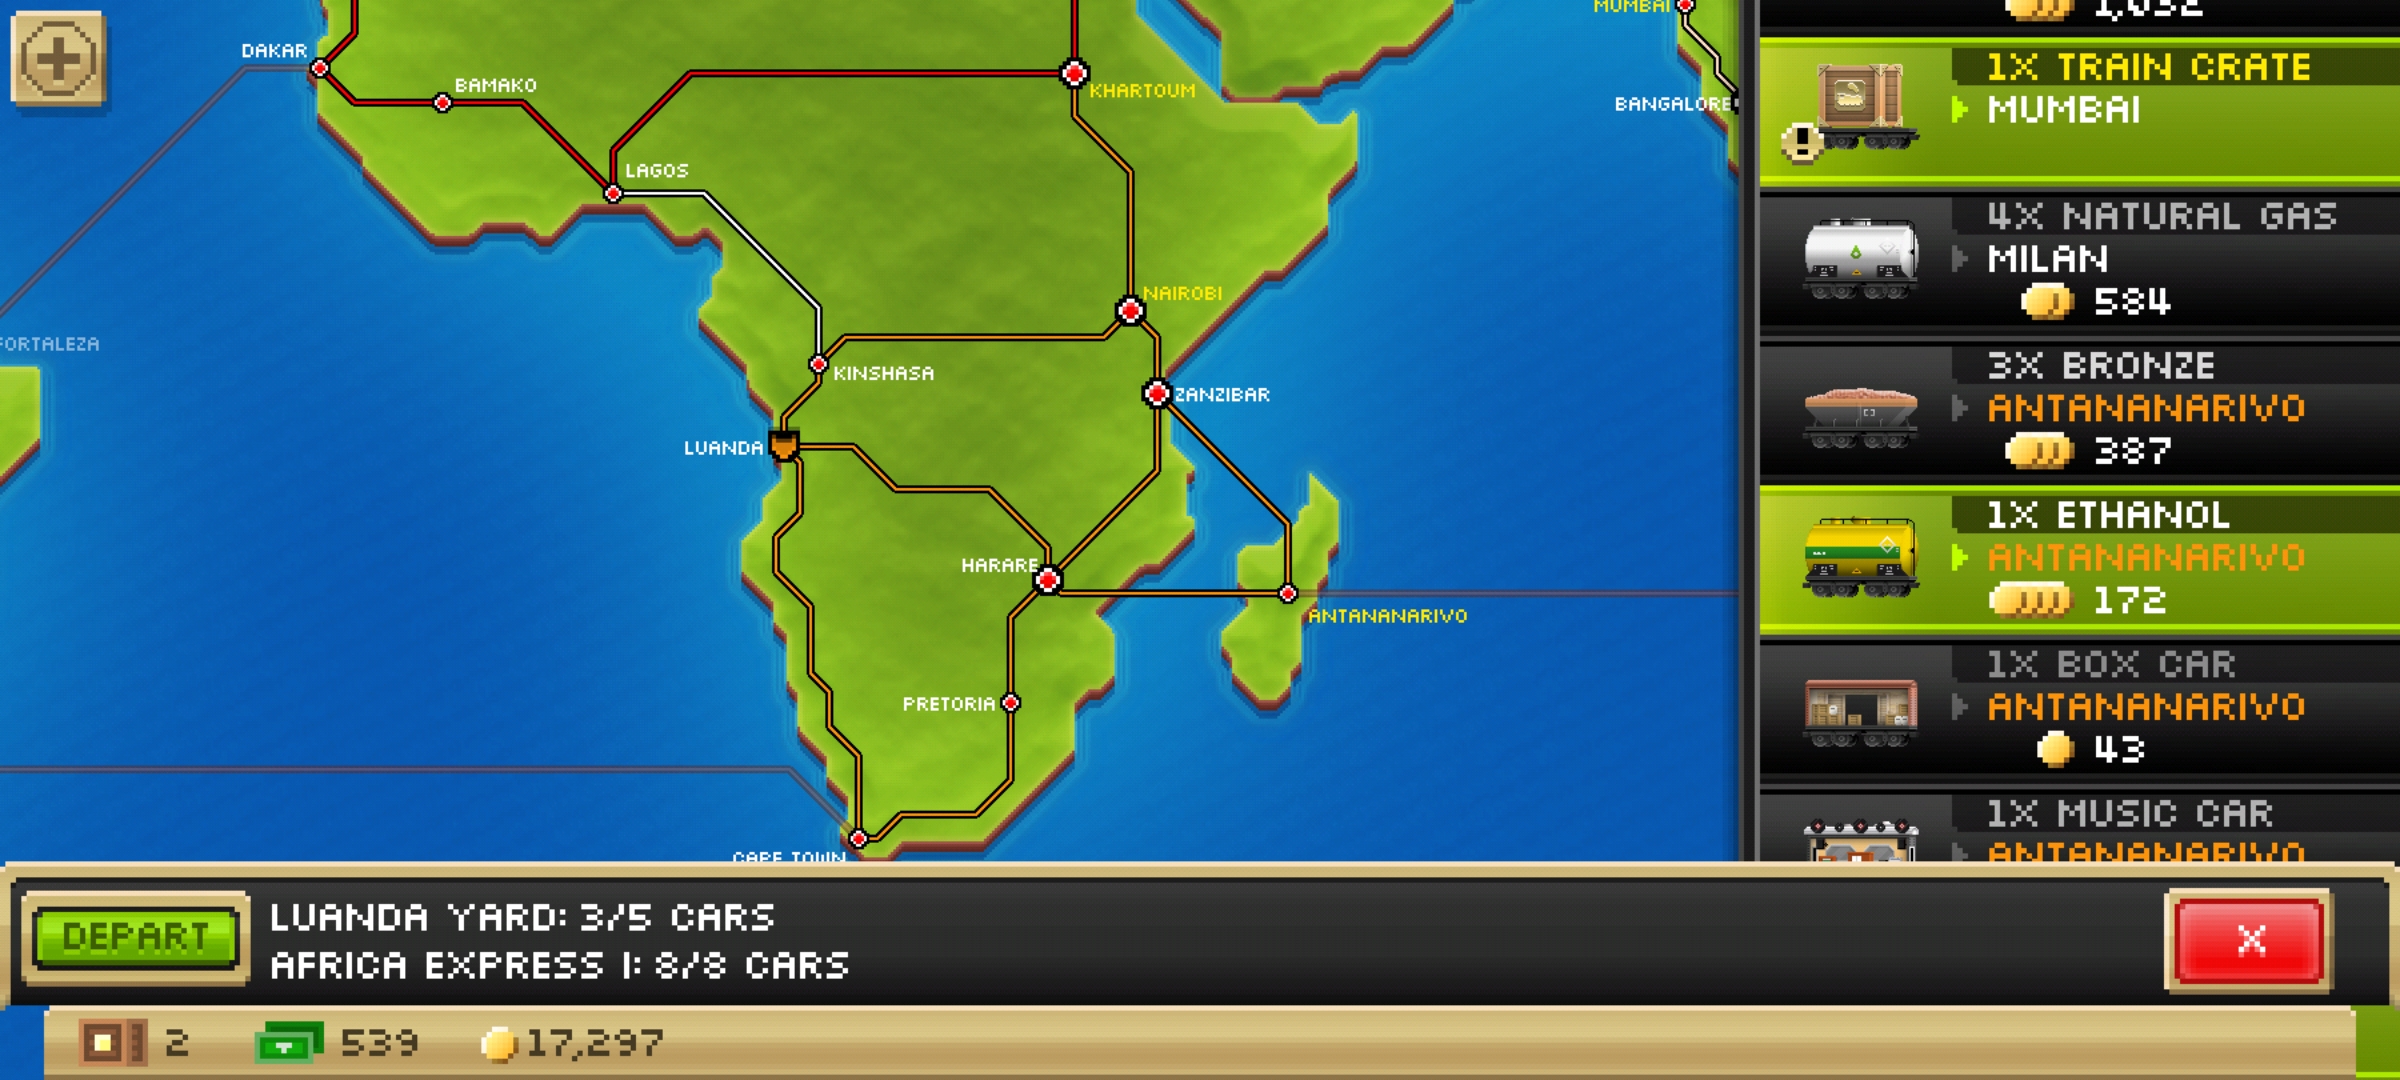 MUMBAI
DAKAR
BAMAKO
KHARTOUM
BANGALORE
LAGOS
NAIROBI
FORTALEZA
KINSHASA
ZANZIBAR
LUANDA
HARARE
ANTANANARIVO
PRETORIA
CAPE TOWN
1,032
1X TRAIN CRATE
MUMBAI
4X NATURAL GAS
MILAN
584
3X BRONZE
ANTANANARIVO
387
1X ETHANOL
ANTANANARIVO
172
1X BOX CAR
ANTANANARIVO
43
1X MUSIC CAR
ANTANANARIVO
DEPART
LUANDA YARD: 3/5 CARS
AFRICA EXPRESS I: 8/8 CARS
X
2
539
17,297